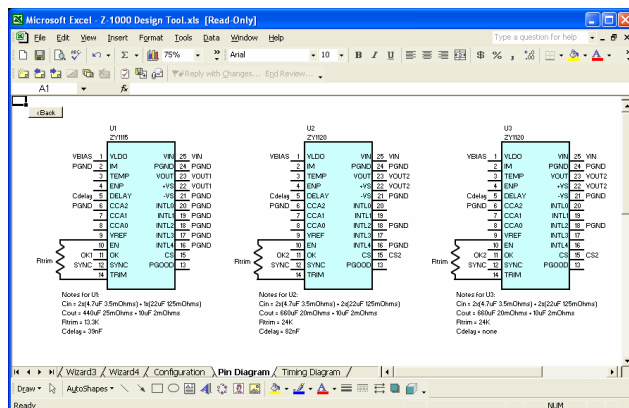 Microsoft Excel - Z-1000 Design Tool.xls [Read-Only]
File Edit View Insert Format Tools Data Window Help
Type a question for help
75% Arial 10 B I U $ % ,
Reply with Changes... End Review...
A1 fx
<Back
U1 U2 U3
ZY1115 ZY1120 ZY1120
VBIAS 1 VLDO VIN 25 VIN VBIAS 1 VLDO VIN 25 VIN VBIAS 1 VLDO VIN 25 VIN
PGND 2 IM PGND 24 PGND PGND 2 IM PGND 24 PGND PGND 2 IM PGND 24 PGND
3 TEMP VOUT 23 VOUT1 3 TEMP VOUT 23 VOUT2 3 TEMP VOUT 23 VOUT2
4 ENP +VS 22 VOUT1 4 ENP +VS 22 VOUT2 4 ENP +VS 22 VOUT2
Cdelay 5 DELAY -VS 21 PGND Cdelay 5 DELAY -VS 21 PGND 5 DELAY -VS 21 PGND
PGND 6 CCA2 INTL0 20 PGND PGND 6 CCA2 INTL0 20 PGND 6 CCA2 INTL0 20
7 CCA1 INTL1 19 PGND 7 CCA1 INTL1 19 7 CCA1 INTL1 19
8 CCA0 INTL2 18 PGND 8 CCA0 INTL2 18 PGND 8 CCA0 INTL2 18 PGND
9 VREF INTL3 17 PGND 9 VREF INTL3 17 9 VREF INTL3 17
10 EN INTL4 16 PGND 10 EN INTL4 16 PGND 10 EN INTL4 16 PGND
OK1 11 OK CS 15 OK2 11 OK CS 15 CS2 OK2 11 OK CS 15 CS2
Rtrim SYNC 12 SYNC PGOOD 13 Rtrim SYNC 12 SYNC PGOOD 13 Rtrim SYNC 12 SYNC PGOOD 13
14 TRIM 14 TRIM 14 TRIM
Notes for U1: Notes for U2: Notes for U3:
Cin = 2x(4.7uF 3.5mOhms) + 1x(22uF 125mOhms) Cin = 2x(4.7uF 3.5mOhms) + 2x(22uF 125mOhms) Cin = 2x(4.7uF 3.5mOhms) + 2x(22uF 125mOhms)
Cout = 440uF 25mOhms + 10uF 2mOhms Cout = 660uF 20mOhms + 10uF 2mOhms Cout = 660uF 20mOhms + 10uF 2mOhms
Rtrim = 13.3K Rtrim = 24K Rtrim = 24K
Cdelay = 39nF Cdelay = 82nF Cdelay = none
Wizard3 Wizard4 Configuration Pin Diagram Timing Diagram
Draw AutoShapes
Ready NUM